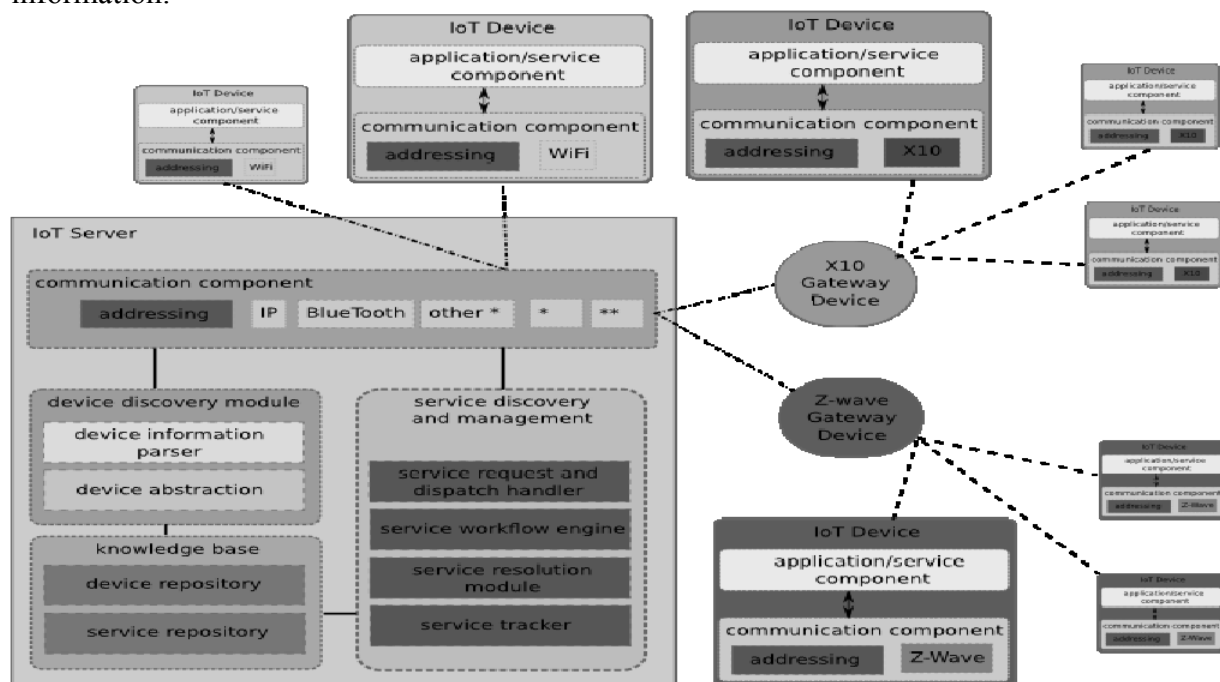 information.
IoT Device
application/service
component
communication component
addressing WiFi
IoT Device
application/service
component
communication component
addressing WiFi
IoT Device
application/service
component
communication component
addressing X10
IoT Device
application/service
component
communication component
addressing X10
IoT Device
application/service
component
communication component
addressing X10
IoT Server
communication component
addressing IP BlueTooth other * * **
X10
Gateway
Device
Z-wave
Gateway
Device
device discovery module
device information
parser
device abstraction
knowledge base
device repository
service repository
service discovery
and management
service request and
dispatch handler
service workflow engine
service resolution
module
service tracker
IoT Device
application/service
component
communication component
addressing Z-Wave
IoT Device
application/service
component
communication component
addressing Z-Wave
IoT Device
application/service
component
communication component
addressing Z-Wave